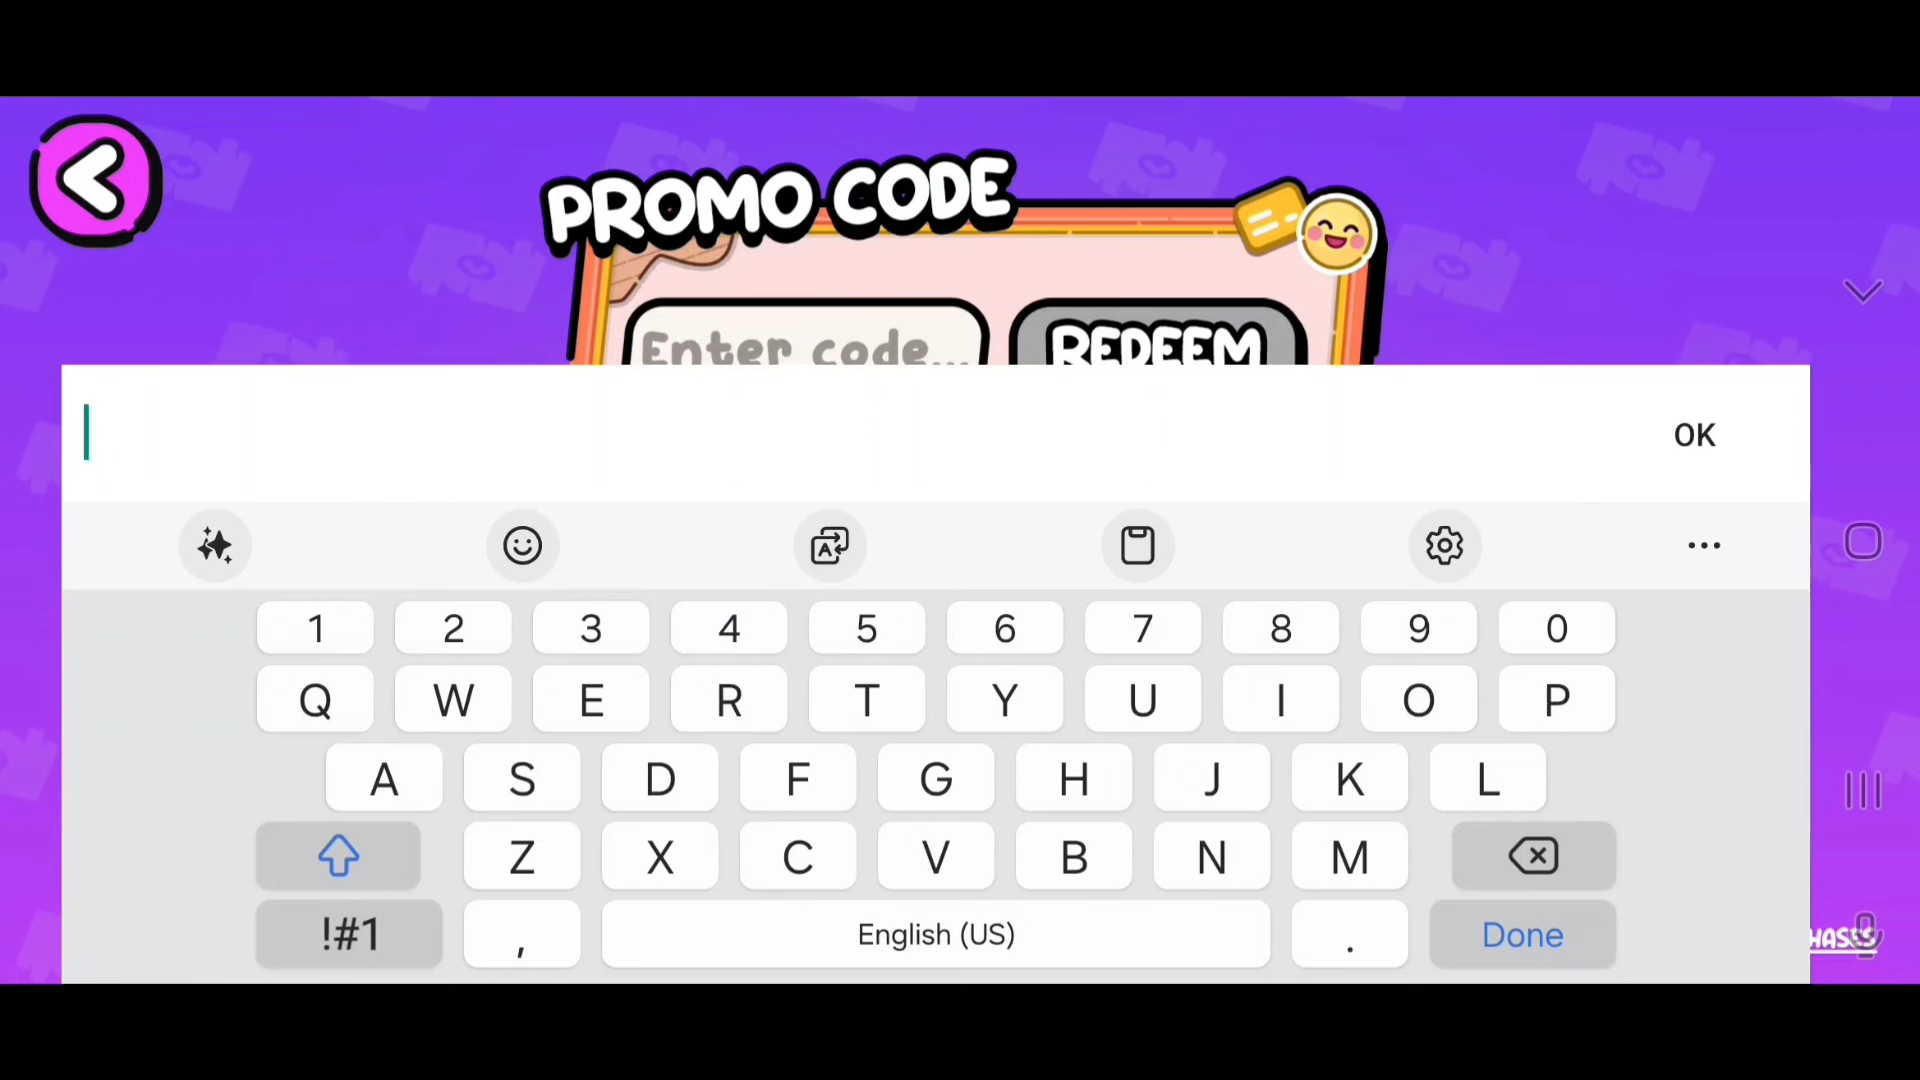 PROMO CODE
Enter code...
REDEEM
OK
1 2 3 4 5 6 7 8 9 0
Q W E R T Y U I O P
A S D F G H J K L
Z X C V B N M
!#1 , English (US) . Done